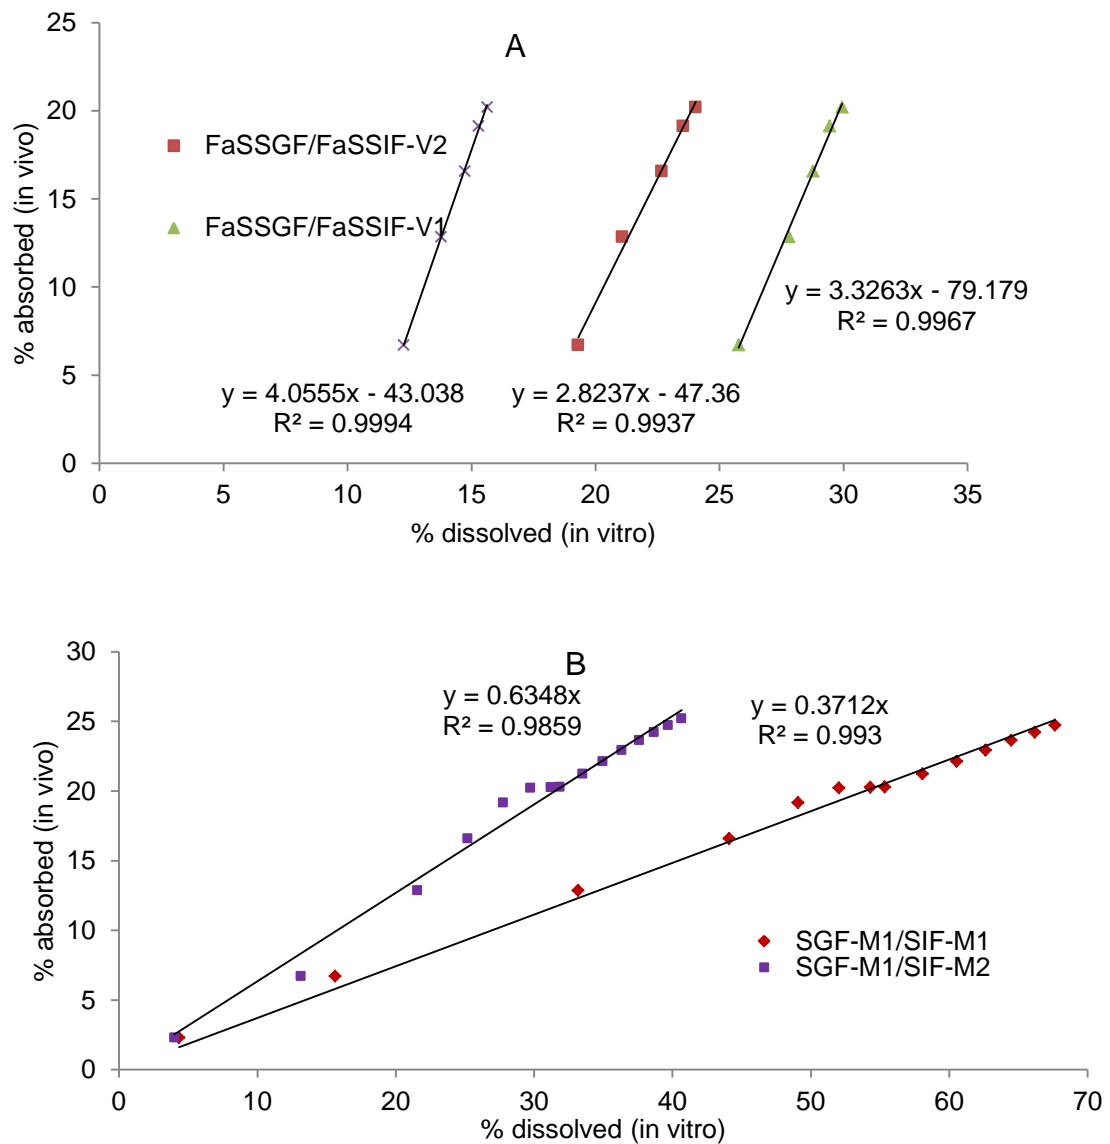 25
A
20
FaSSGF/FaSSIF-V2
15
FaSSGF/FaSSIF-V1
10
y = 3.3263x - 79.179
R² = 0.9967
5
y = 4.0555x - 43.038
R² = 0.9994
y = 2.8237x - 47.36
R² = 0.9937
0
0 5 10 15 20 25 30 35
% absorbed (in vivo)
% dissolved (in vitro)
30
B
y = 0.6348x
R² = 0.9859
y = 0.3712x
R² = 0.993
25
20
15
10
SGF-M1/SIF-M1
SGF-M1/SIF-M2
5
0
0 10 20 30 40 50 60 70
% absorbed (in vivo)
% dissolved (in vitro)